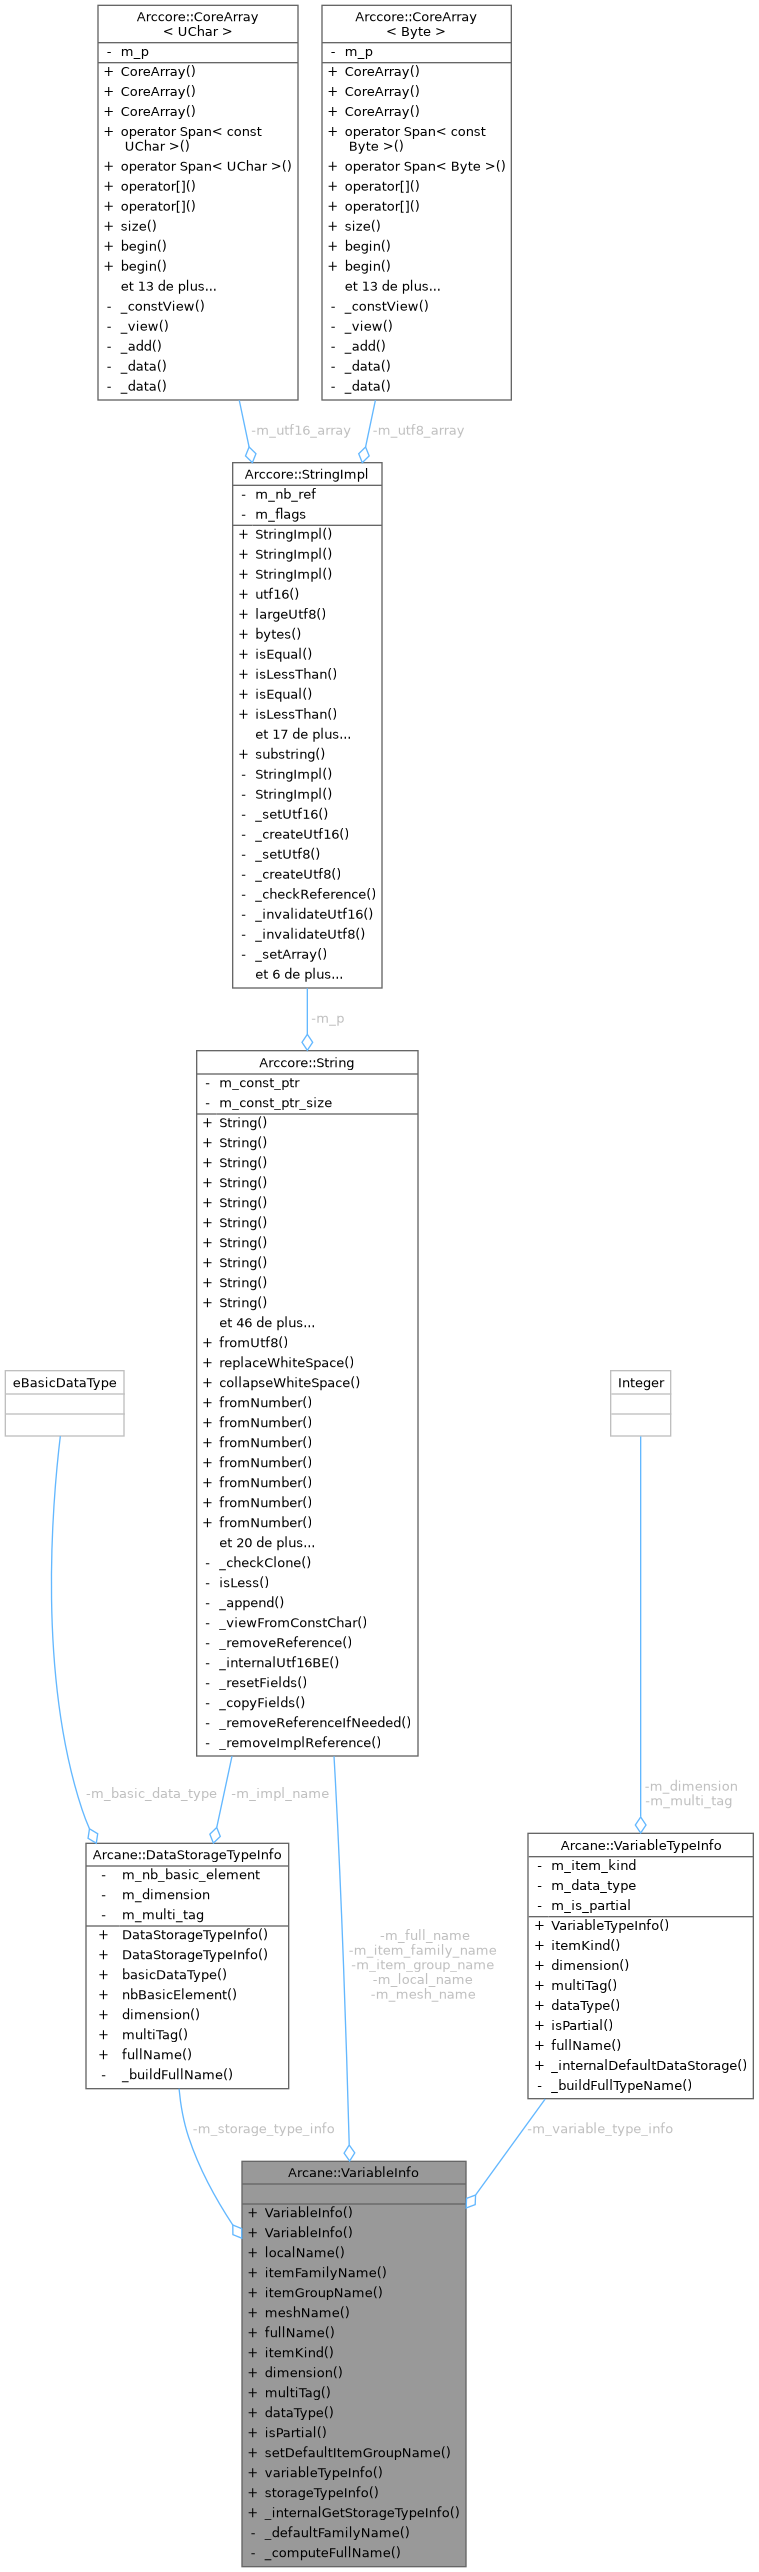 Arccore::CoreArray
< UChar >
- m_p
+ CoreArray()
+ CoreArray()
+ CoreArray()
+ operator Span< const
UChar >()
+ operator Span< UChar >()
+ operator[]()
+ operator[]()
+ size()
+ begin()
+ begin()
et 13 de plus...
- _constView()
- _view()
- _add()
- _data()
- _data()
Arccore::CoreArray
< Byte >
- m_p
+ CoreArray()
+ CoreArray()
+ CoreArray()
+ operator Span< const
Byte >()
+ operator Span< Byte >()
+ operator[]()
+ operator[]()
+ size()
+ begin()
+ begin()
et 13 de plus...
- _constView()
- _view()
- _add()
- _data()
- _data()
-m_utf16_array
-m_utf8_array
Arccore::StringImpl
- m_nb_ref
- m_flags
+ StringImpl()
+ StringImpl()
+ StringImpl()
+ utf16()
+ largeUtf8()
+ bytes()
+ isEqual()
+ isLessThan()
+ isEqual()
+ isLessThan()
et 17 de plus...
+ substring()
- StringImpl()
- StringImpl()
- _setUtf16()
- _createUtf16()
- _setUtf8()
- _createUtf8()
- _checkReference()
- _invalidateUtf16()
- _invalidateUtf8()
- _setArray()
et 6 de plus...
-m_p
Arccore::String
- m_const_ptr
- m_const_ptr_size
+ String()
+ String()
+ String()
+ String()
+ String()
+ String()
+ String()
+ String()
+ String()
+ String()
et 46 de plus...
+ fromUtf8()
+ replaceWhiteSpace()
+ collapseWhiteSpace()
+ fromNumber()
+ fromNumber()
+ fromNumber()
+ fromNumber()
+ fromNumber()
+ fromNumber()
+ fromNumber()
et 20 de plus...
- _checkClone()
- isLess()
- _append()
- _viewFromConstChar()
- _removeReference()
- _internalUtf16BE()
- _resetFields()
- _copyFields()
- _removeReferenceIfNeeded()
- _removeImplReference()
eBasicDataType
Integer
-m_basic_data_type
-m_impl_name
-m_dimension
-m_multi_tag
Arcane::DataStorageTypeInfo
- m_nb_basic_element
- m_dimension
- m_multi_tag
+ DataStorageTypeInfo()
+ DataStorageTypeInfo()
+ basicDataType()
+ nbBasicElement()
+ dimension()
+ multiTag()
+ fullName()
- _buildFullName()
-m_full_name
-m_item_family_name
-m_item_group_name
-m_local_name
-m_mesh_name
Arcane::VariableTypeInfo
- m_item_kind
- m_data_type
- m_is_partial
+ VariableTypeInfo()
+ itemKind()
+ dimension()
+ multiTag()
+ dataType()
+ isPartial()
+ fullName()
+ _internalDefaultDataStorage()
- _buildFullTypeName()
-m_storage_type_info
-m_variable_type_info
Arcane::VariableInfo
+ VariableInfo()
+ VariableInfo()
+ localName()
+ itemFamilyName()
+ itemGroupName()
+ meshName()
+ fullName()
+ itemKind()
+ dimension()
+ multiTag()
+ dataType()
+ isPartial()
+ setDefaultItemGroupName()
+ variableTypeInfo()
+ storageTypeInfo()
+ _internalGetStorageTypeInfo()
- _defaultFamilyName()
- _computeFullName()